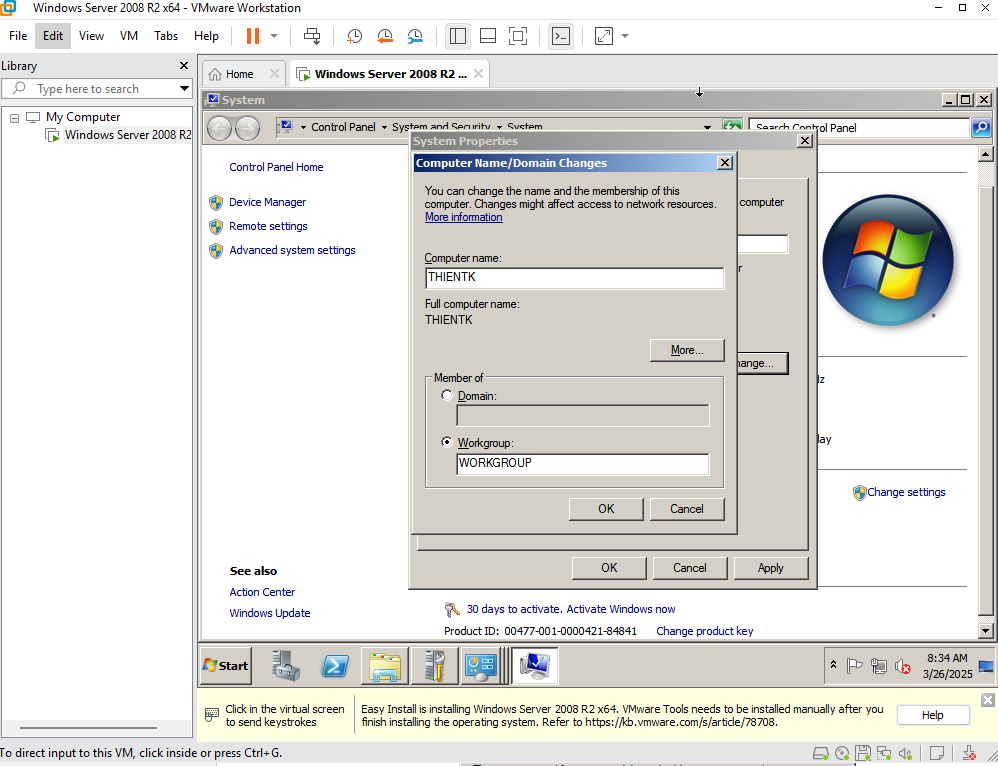 Windows Server 2008 R2 x64 - VMware Workstation
File Edit View VM Tabs Help
Library
Type here to search
My Computer
Windows Server 2008 R2
Home
Windows Server 2008 R2 ...
System
Control Panel System and Security System
Search Control Panel
Control Panel Home
Device Manager
Remote settings
Advanced system settings
See also
Action Center
Windows Update
System Properties
Computer Name/Domain Changes
You can change the name and the membership of this
computer. Changes might affect access to network resources.
More information
Computer name:
THIENTK
Full computer name:
THIENTK
More...
Member of
Domain:
Workgroup:
WORKGROUP
OK Cancel
computer
hange...
OK Cancel Apply
Change settings
30 days to activate. Activate Windows now
Product ID: 00477-001-0000421-84841 Change product key
Start
8:34 AM
3/26/2025
Click in the virtual screen
to send keystrokes
Easy Install is installing Windows Server 2008 R2 x64. VMware Tools needs to be installed manually after you
finish installing the operating system. Refer to https://kb.vmware.com/s/article/78708.
Help
To direct input to this VM, click inside or press Ctrl+G.